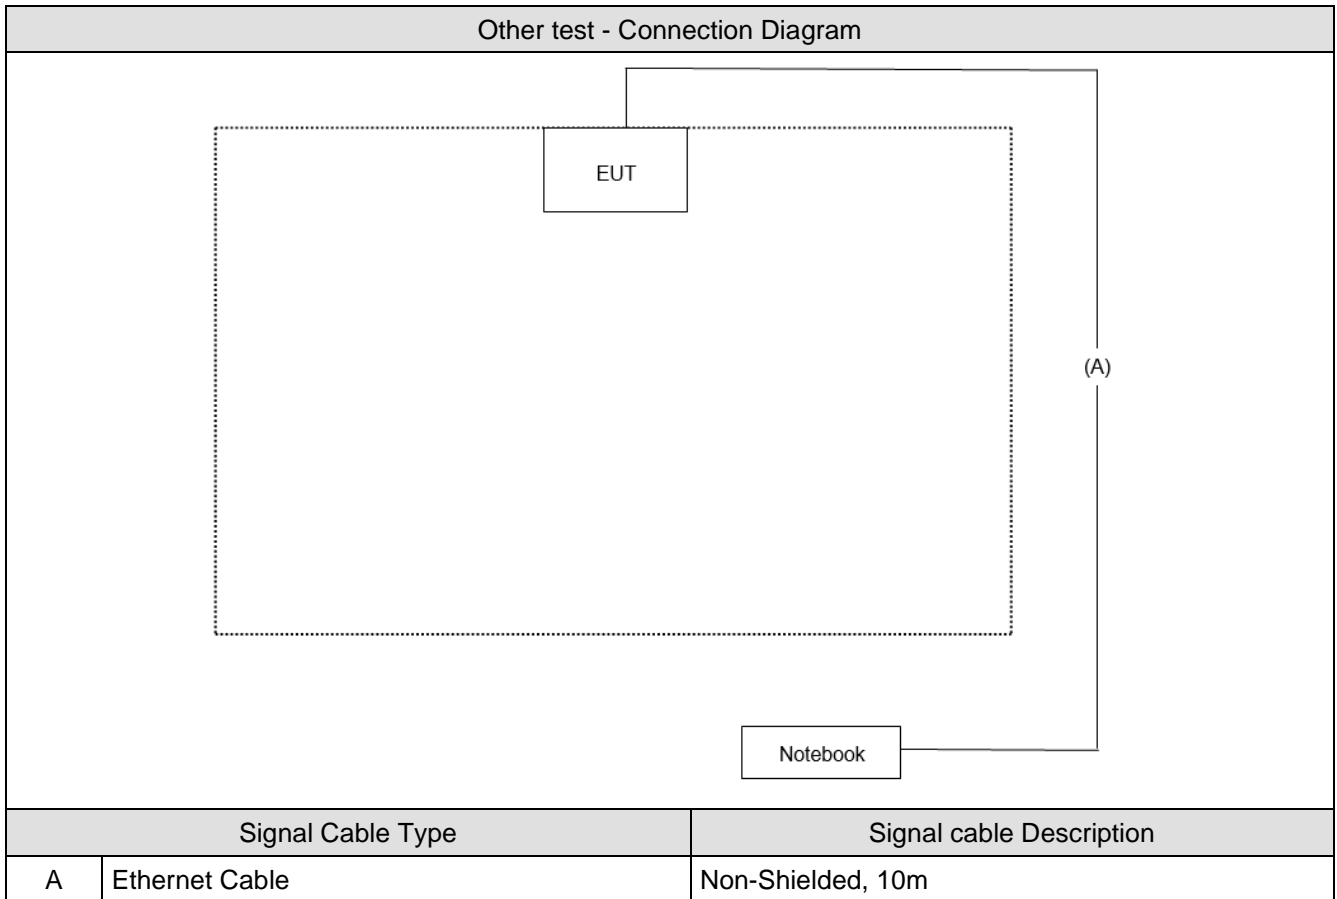 Other test - Connection Diagram
EUT
(A)
Notebook
Signal Cable Type Signal cable Description
A Ethernet Cable Non-Shielded, 10m